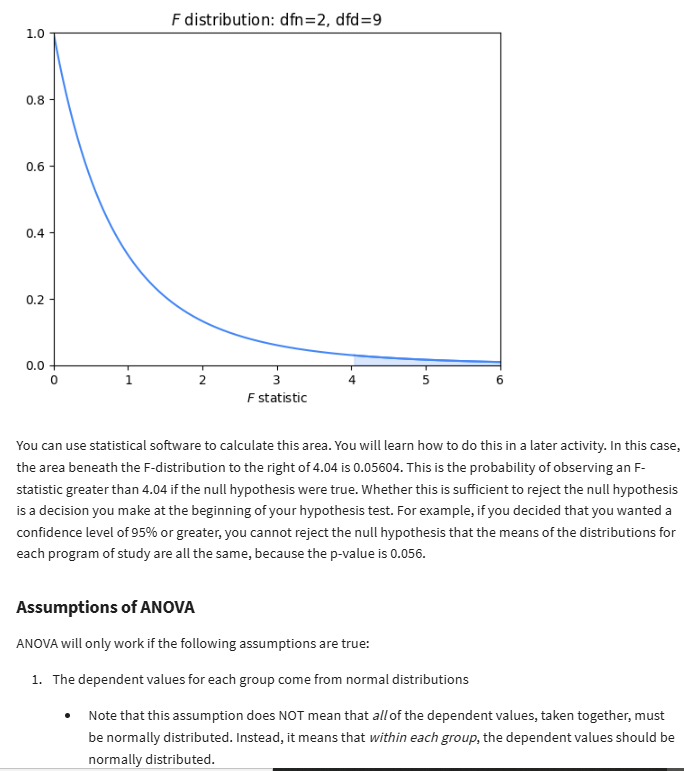 F distribution: dfn=2, dfd=9
1.0
0.8
0.6
0.4
0.2
0.0
0 1 2 3 4 5 6
F statistic
You can use statistical software to calculate this area. You will learn how to do this in a later activity. In this case,
the area beneath the F-distribution to the right of 4.04 is 0.05604. This is the probability of observing an F-
statistic greater than 4.04 if the null hypothesis were true. Whether this is sufficient to reject the null hypothesis
is a decision you make at the beginning of your hypothesis test. For example, if you decided that you wanted a
confidence level of 95% or greater, you cannot reject the null hypothesis that the means of the distributions for
each program of study are all the same, because the p-value is 0.056.
Assumptions of ANOVA
ANOVA will only work if the following assumptions are true:
1. The dependent values for each group come from normal distributions
• Note that this assumption does NOT mean that all of the dependent values, taken together, must
be normally distributed. Instead, it means that within each group, the dependent values should be
normally distributed.